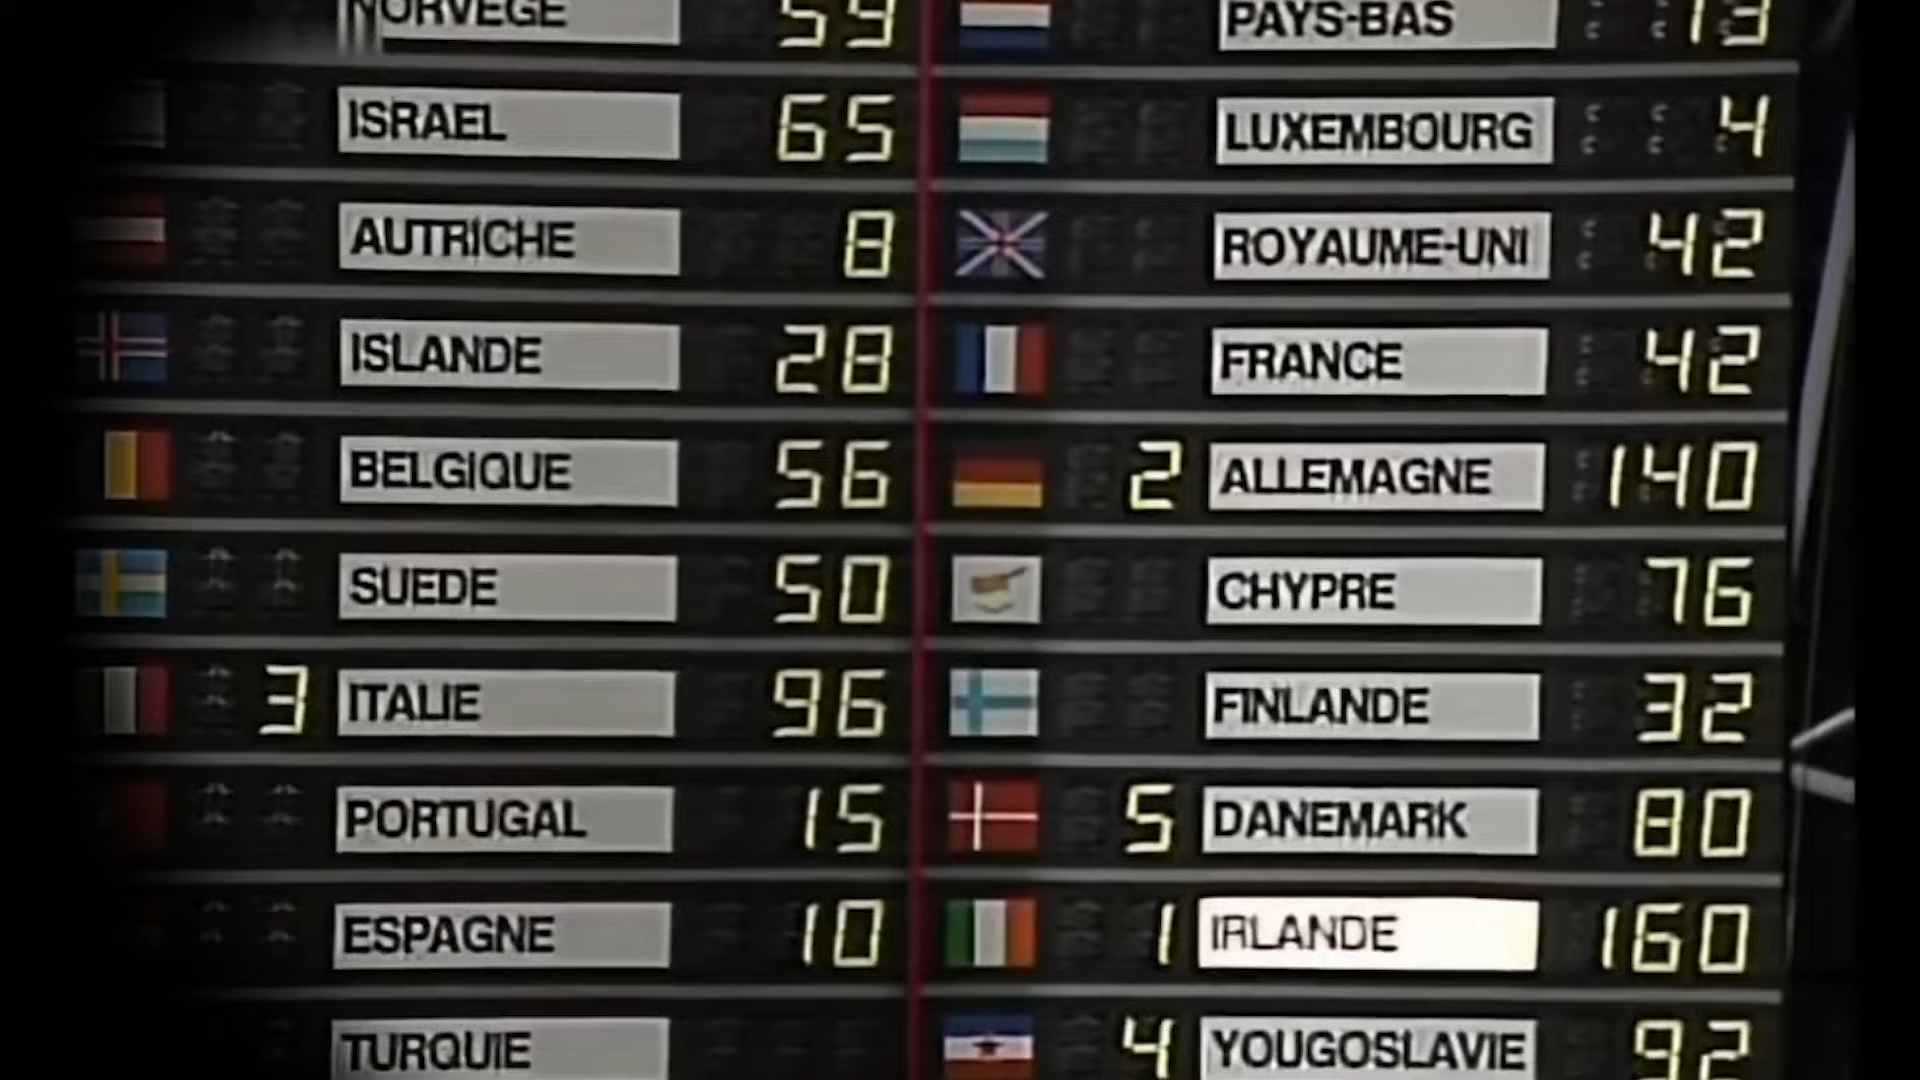 NORVEGE 59
ISRAEL 65
AUTRICHE 8
ISLANDE 28
BELGIQUE 56
SUEDE 50
3 ITALIE 96
PORTUGAL 15
ESPAGNE 10
TURQUIE
PAYS-BAS 13
LUXEMBOURG 4
ROYAUME-UNI 42
FRANCE 42
2 ALLEMAGNE 140
CHYPRE 76
FINLANDE 32
5 DANEMARK 80
1 IRLANDE 160
4 YOUGOSLAVIE 92